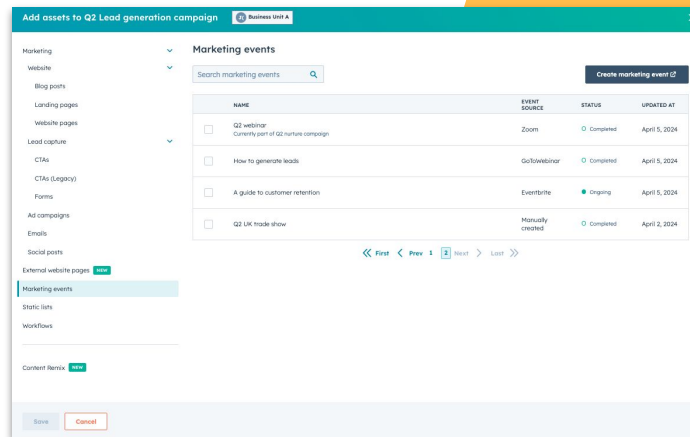 Add assets to Q2 Lead generation campaign
Business Unit A
Marketing
Website
Blog posts
Landing pages
Website pages
Lead capture
CTAs
CTAs (Legacy)
Forms
Ad campaigns
Emails
Social posts
External website pages NEW
Marketing events
Static lists
Workflows
Content Remix NEW
Marketing events
Search marketing events
Create marketing event
NAME EVENT SOURCE STATUS UPDATED AT
Q2 webinar
Currently part of Q2 nurture campaign
Zoom Completed April 5, 2024
How to generate leads GoToWebinar Completed April 5, 2024
A guide to customer retention Eventbrite Ongoing April 5, 2024
Q2 UK trade show Manually created Completed April 2, 2024
First Prev 1 2 Next Last
Save Cancel